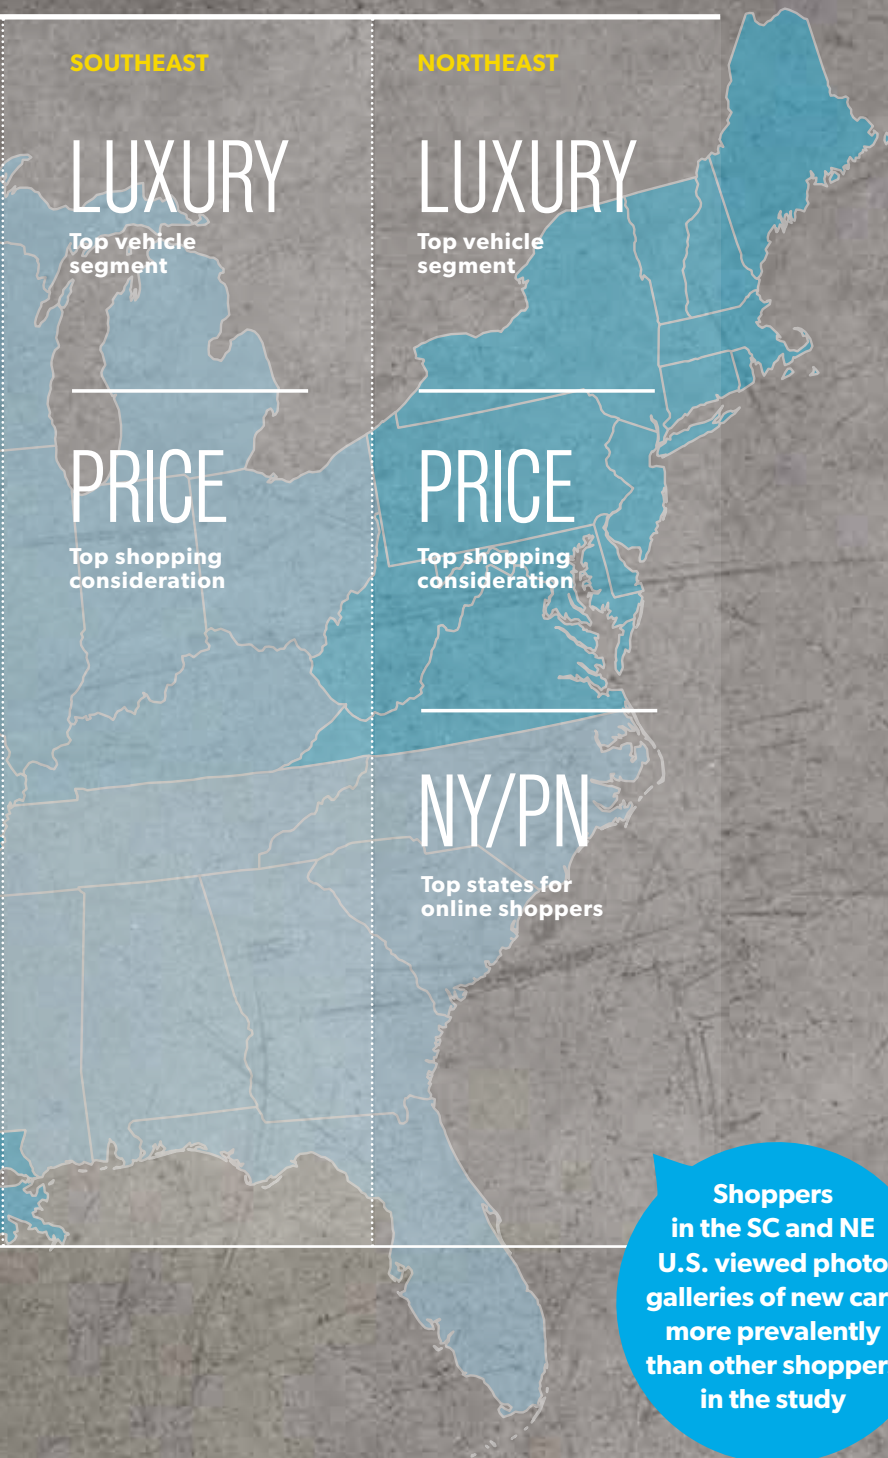 SOUTHEAST
LUXURY
Top vehicle
segment
PRICE
Top shopping
consideration
NORTHEAST
LUXURY
Top vehicle
segment
PRICE
Top shopping
consideration
NY/PN
Top states for
online shoppers
Shoppers
in the SC and NE
U.S. viewed photo
galleries of new car
more prevalently
than other shopper
in the study